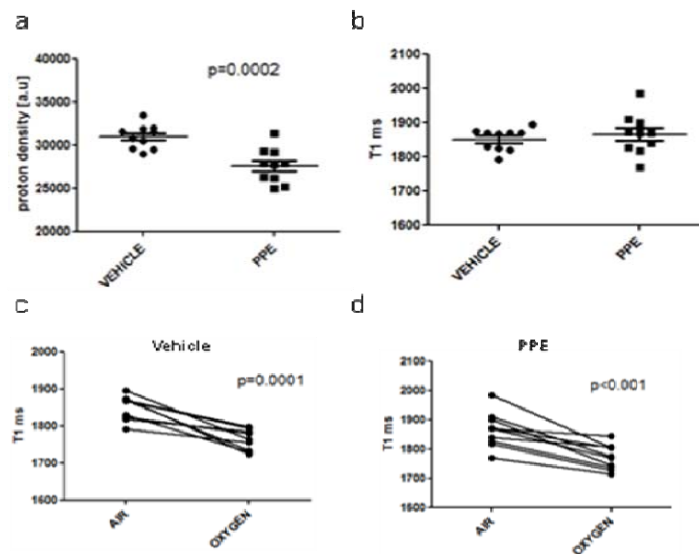 a
proton density [a.u]
40000
35000
30000
25000
20000
p=0.0002
VEHICLE
PPE
b
T1 ms
2100
2000
1900
1800
1700
1600
VEHICLE
PPE
c
Vehicle
T1 ms
2000
1900
1800
1700
1600
p=0.0001
AIR
OXYGEN
d
PPE
T1 ms
2100
2000
1900
1800
1700
1600
p<0.001
AIR
OXYGEN